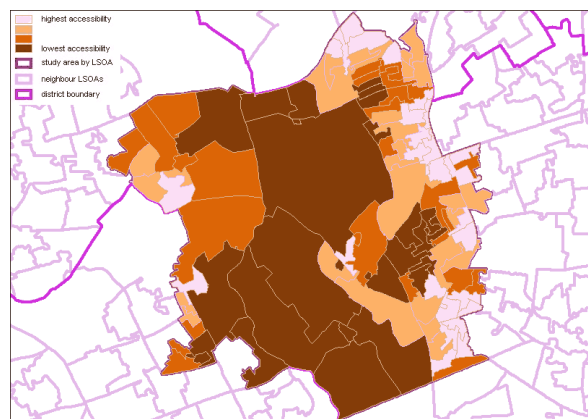 highest accessibility
lowest accessibility
study area by LSOA
neighbour LSOAs
district boundary